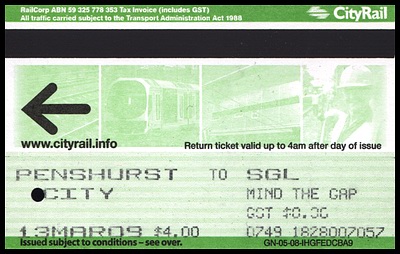 RailCorp ABN 59 325 778 353 Tax Invoice (includes GST)
All traffic carried subject to the Transport Administration Act 1988
CityRail
www.cityrail.info
Return ticket valid up to 4am after day of issue
PENSHURST TO SGL
CITY MIND THE GAP
GST $0.36
13MAR09 $4.00 0749 1828007057
Issued subject to conditions – see over.
GN-05-08-IHGFEDCBA9